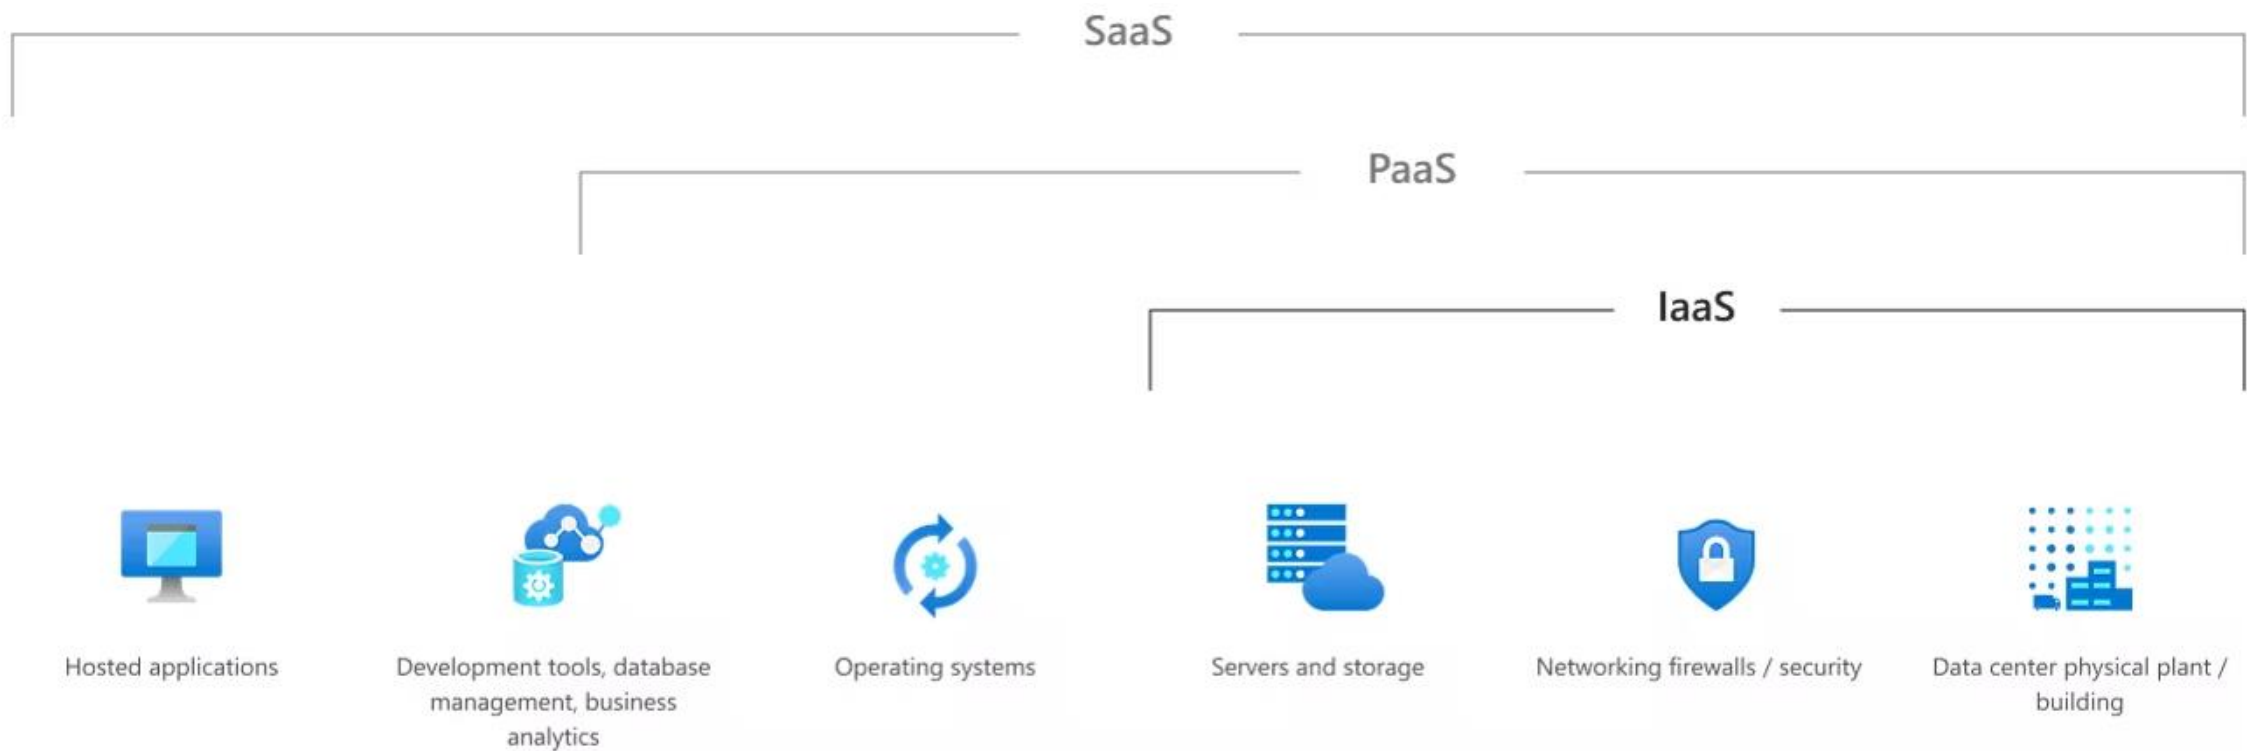 SaaS
PaaS
IaaS
Hosted applications
Development tools, database
management, business
analytics
Operating systems
Servers and storage
Networking firewalls / security
Data center physical plant /
building